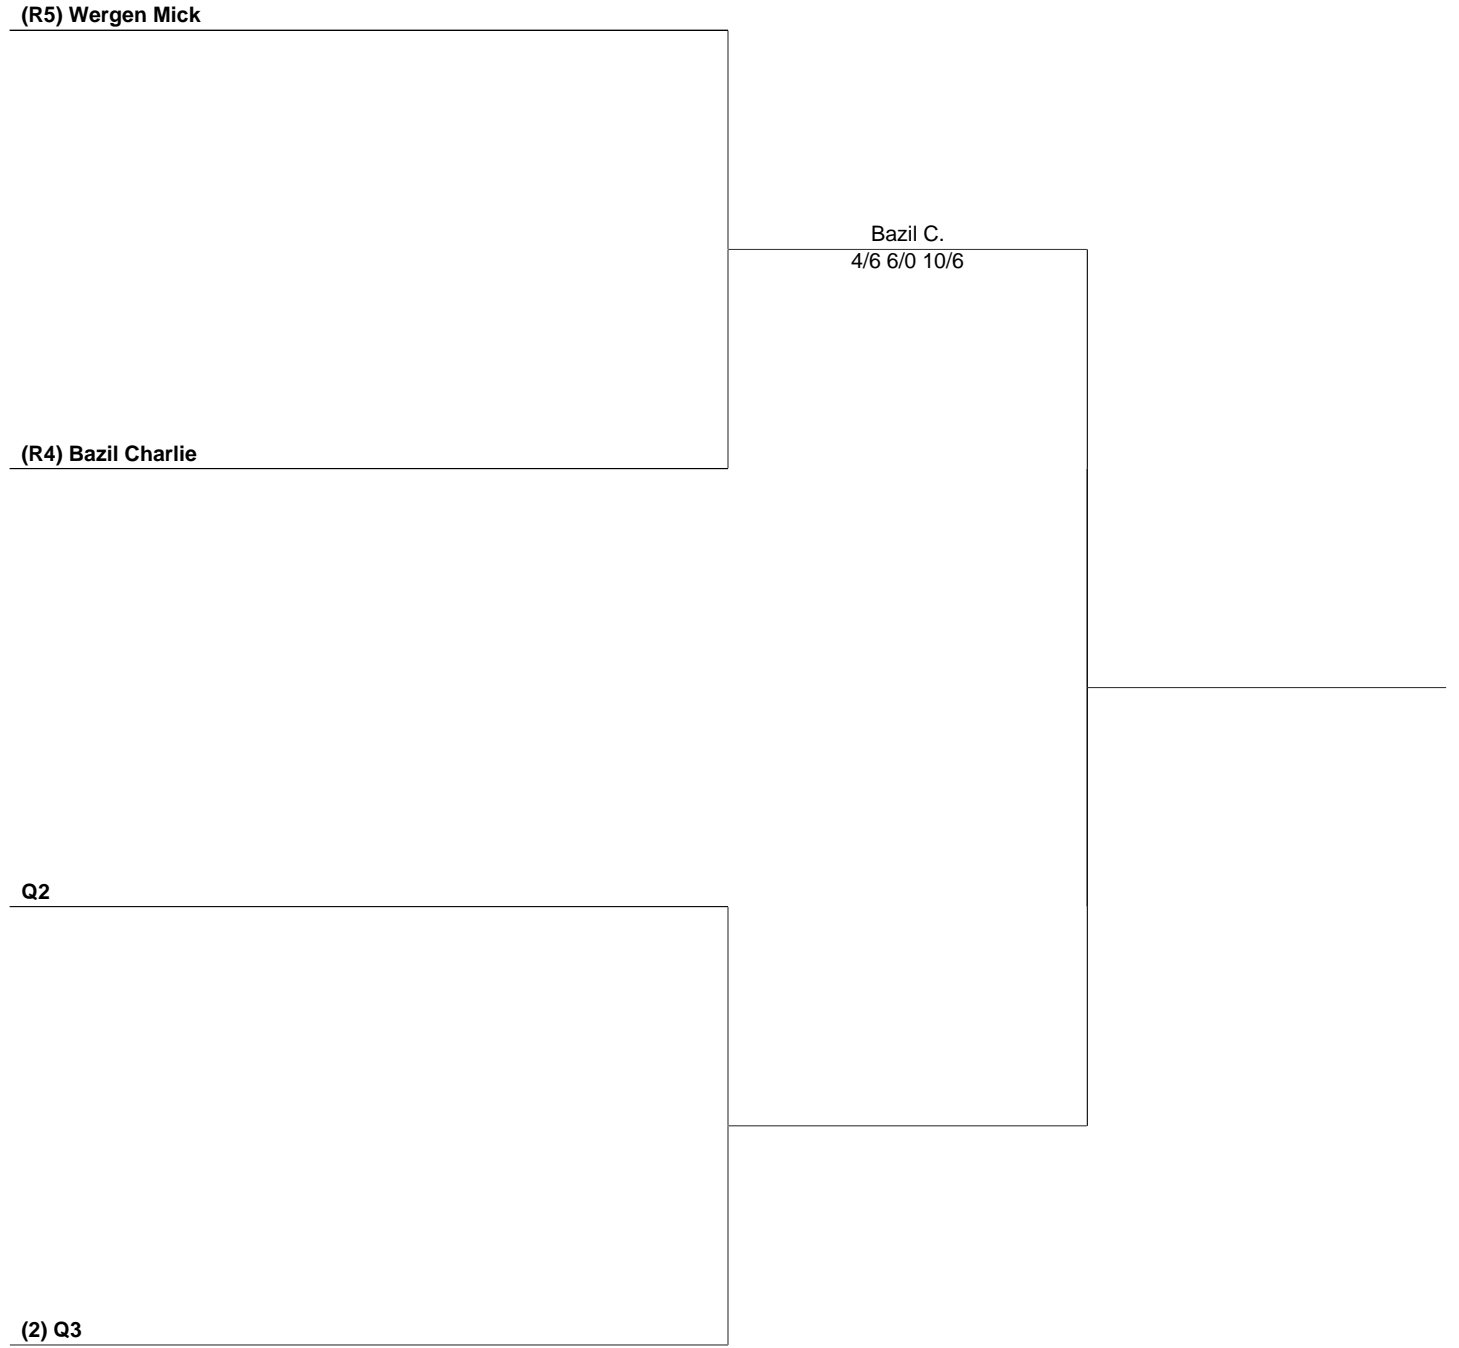 (R5) Wergen Mick
Bazil C.
4/6 6/0 10/6
(R4) Bazil Charlie
Q2
(2) Q3